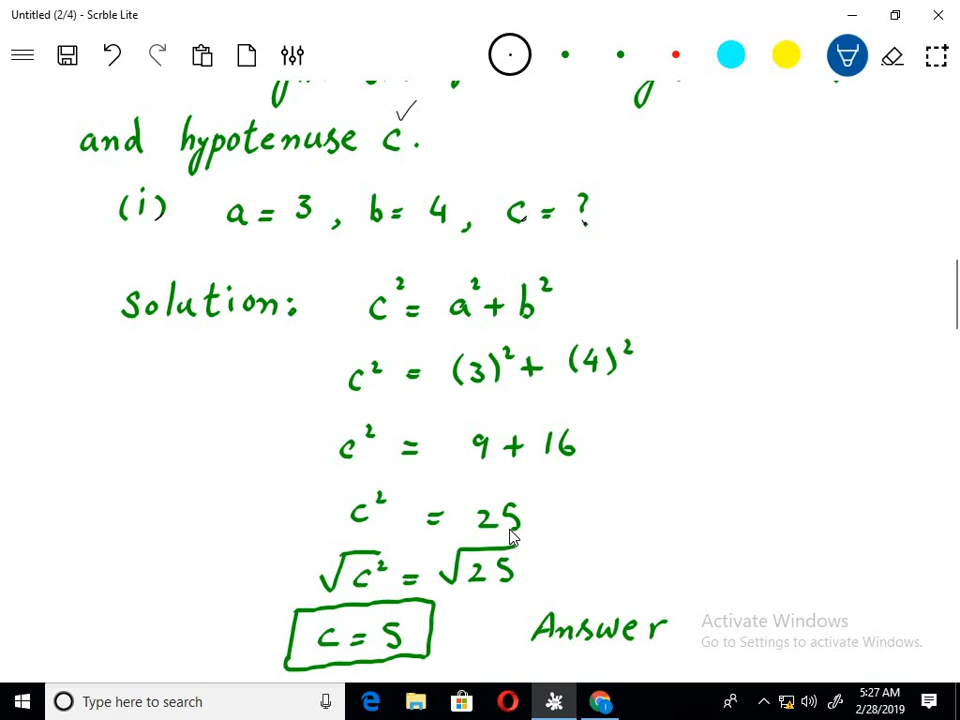 Untitled (2/4) - Scrble Lite
and hypotenuse c.
(i) a = 3 , b = 4 , c = ?
Solution: c² = a² + b²
c² = (3)² + (4)²
c² = 9 + 16
c² = 25
√c² = √25
c = 5 Answer
Activate Windows
Go to Settings to activate Windows.
Type here to search
5:27 AM
2/28/2019